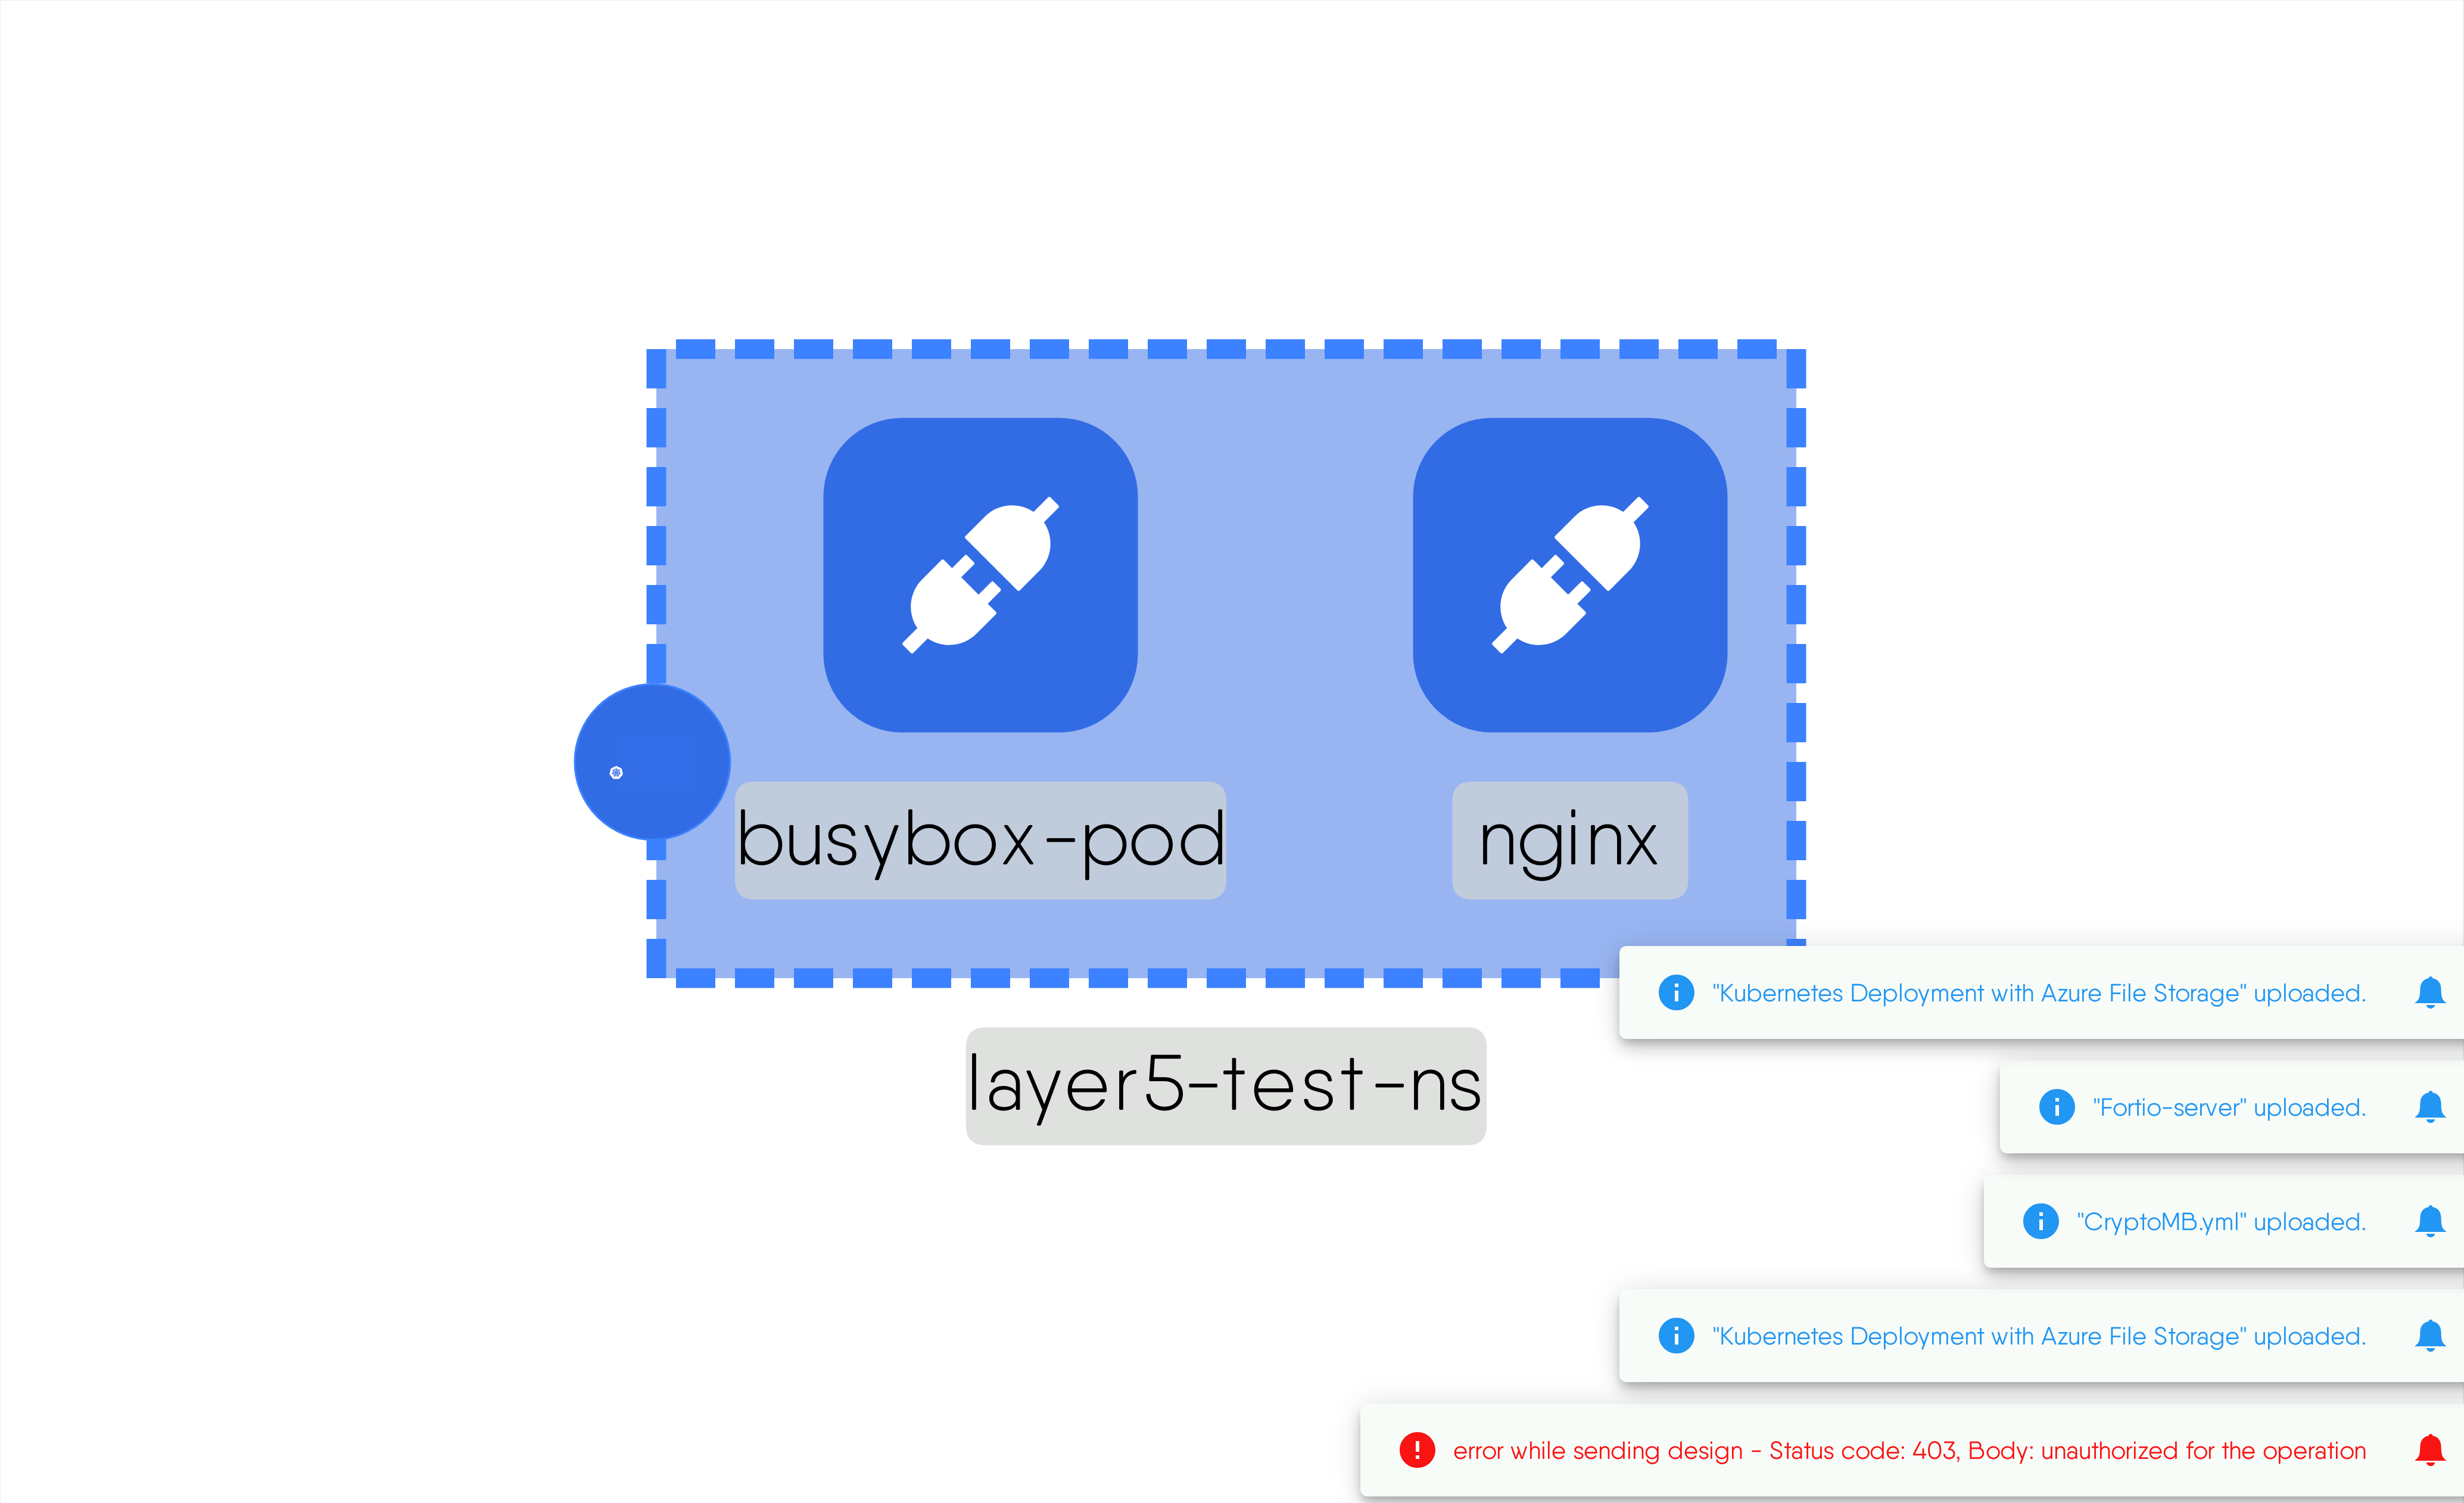 busybox-pod
nginx
layer5-test-ns
"Kubernetes Deployment with Azure File Storage" uploaded.
"Fortio-server" uploaded.
"CryptoMB.yml" uploaded.
"Kubernetes Deployment with Azure File Storage" uploaded.
error while sending design - Status code: 403, Body: unauthorized for the operation